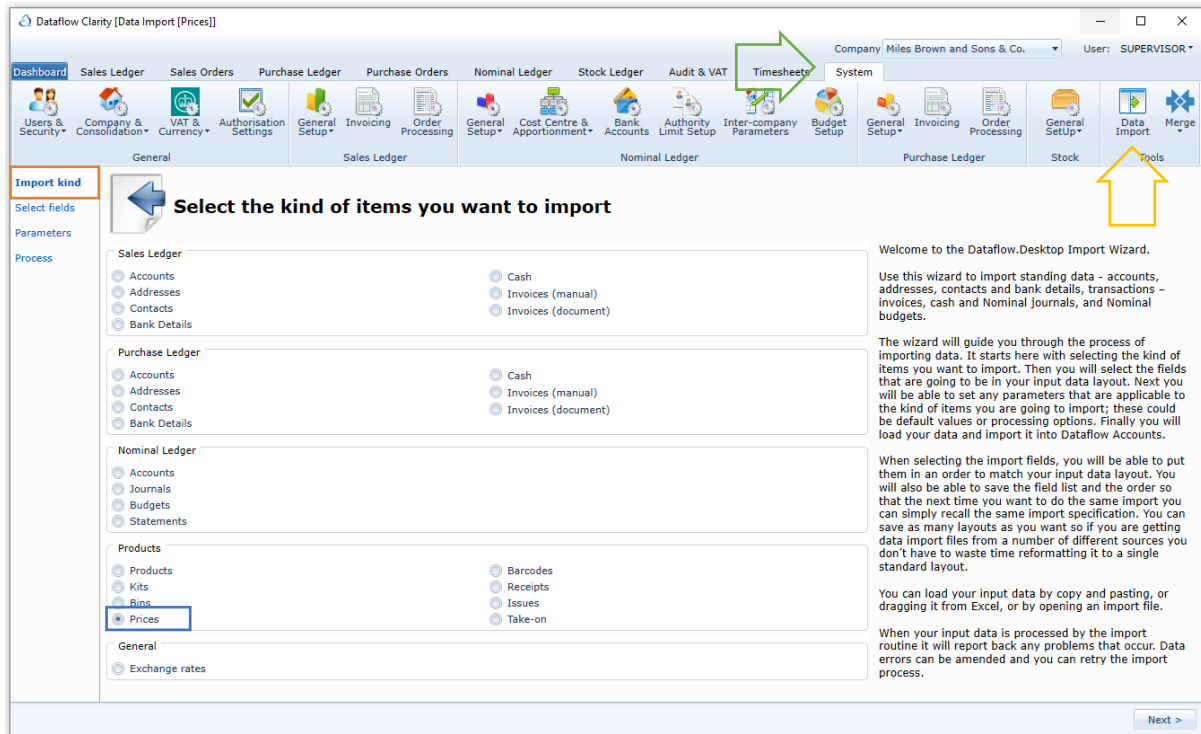 Dataflow Clarity [Data Import [Prices]]
Company Miles Brown and Sons & Co. User: SUPERVISOR
Dashboard Sales Ledger Sales Orders Purchase Ledger Purchase Orders Nominal Ledger Stock Ledger Audit & VAT Timesheets System
Users & Company & VAT & Authorisation General Invoicing Order General Cost Centre & Bank Authority Inter-company Budget General Invoicing Order General Data Merge
Security Consolidation Currency Settings Setup Processing Setup Apportionment Accounts Limit Setup Parameters Setup Setup Processing SetUp Import
General Sales Ledger Nominal Ledger Purchase Ledger Stock Tools
Import kind
Select fields
Parameters
Process
Select the kind of items you want to import
Sales Ledger
Accounts Cash
Addresses Invoices (manual)
Contacts Invoices (document)
Bank Details
Purchase Ledger
Accounts Cash
Addresses Invoices (manual)
Contacts Invoices (document)
Bank Details
Nominal Ledger
Accounts
Journals
Budgets
Statements
Products
Products Barcodes
Kits Receipts
Bins Issues
Prices Take-on
General
Exchange rates
Welcome to the Dataflow.Desktop Import Wizard.
Use this wizard to import standing data - accounts,
addresses, contacts and bank details, transactions –
invoices, cash and Nominal journals, and Nominal
budgets.
The wizard will guide you through the process of
importing data. It starts here with selecting the kind of
items you want to import. Then you will select the fields
that are going to be in your input data layout. Next you
will be able to set any parameters that are applicable to
the kind of items you are going to import; these could
be default values or processing options. Finally you will
load your data and import it into Dataflow Accounts.
When selecting the import fields, you will be able to put
them in an order to match your input data layout. You
will also be able to save the field list and the order so
that the next time you want to do the same import you
can simply recall the same import specification. You can
save as many layouts as you want so if you are getting
data import files from a number of different sources you
don't have to waste time reformatting it to a single
standard layout.
You can load your input data by copy and pasting, or
dragging it from Excel, or by opening an import file.
When your input data is processed by the import
routine it will report back any problems that occur. Data
errors can be amended and you can retry the import
process.
Next >